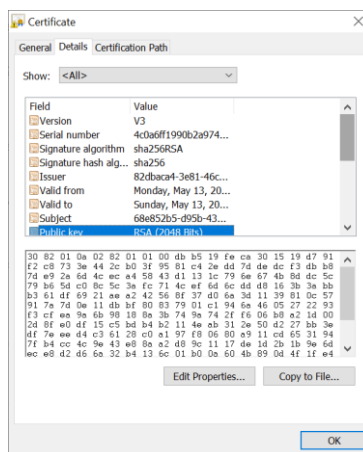 Certificate
General Details Certification Path
Show: <All>
Field Value
Version V3
Serial number 4c0a6ff1990b2a974...
Signature algorithm sha256RSA
Signature hash alg... sha256
Issuer 82dbaca4-3e81-46c...
Valid from Monday, May 13, 20...
Valid to Sunday, May 13, 20...
Subject 68e852b5-d95b-43...
Public key RSA (2048 Bits)
30 82 01 0a 02 82 01 01 00 db b5 19 fe ca 30 15 19 d7 91
f2 c8 73 3e 44 2c b0 3f 95 81 c4 2e dd 7d de dc f3 db b8
7d e9 2a 6d 4c ec a4 58 43 d1 13 1c 79 6e 67 4b 8d dc 5c
79 b6 5d c0 8c 5c 3a fc 71 4c ef 6d 6c dd d8 16 3b 3a bb
b3 61 df 69 21 ae a2 42 56 8f 37 d0 6a 3d 11 39 81 0c 57
91 7a 7d 0e 11 db bf 80 83 79 01 c1 94 6a 46 05 27 22 93
f3 cf ea 9a 6b 98 18 8a 3b 74 9a 74 2f f6 06 b8 a2 1d 00
2d 8f e0 df 15 c5 bd b4 b2 11 4e ab 31 2e 50 d2 27 bb 3e
df 7e ee d4 c3 61 28 c0 a1 97 f8 06 80 a9 11 cd 65 31 94
7f b4 cc 4c 9e 43 e8 8a a2 d8 9c 11 17 de 1d 2b 1b 9e 6d
ec e8 d2 d6 6a 32 b4 13 6c 01 b0 0a 60 4b 89 0d 4f 1f e4
Edit Properties... Copy to File...
OK